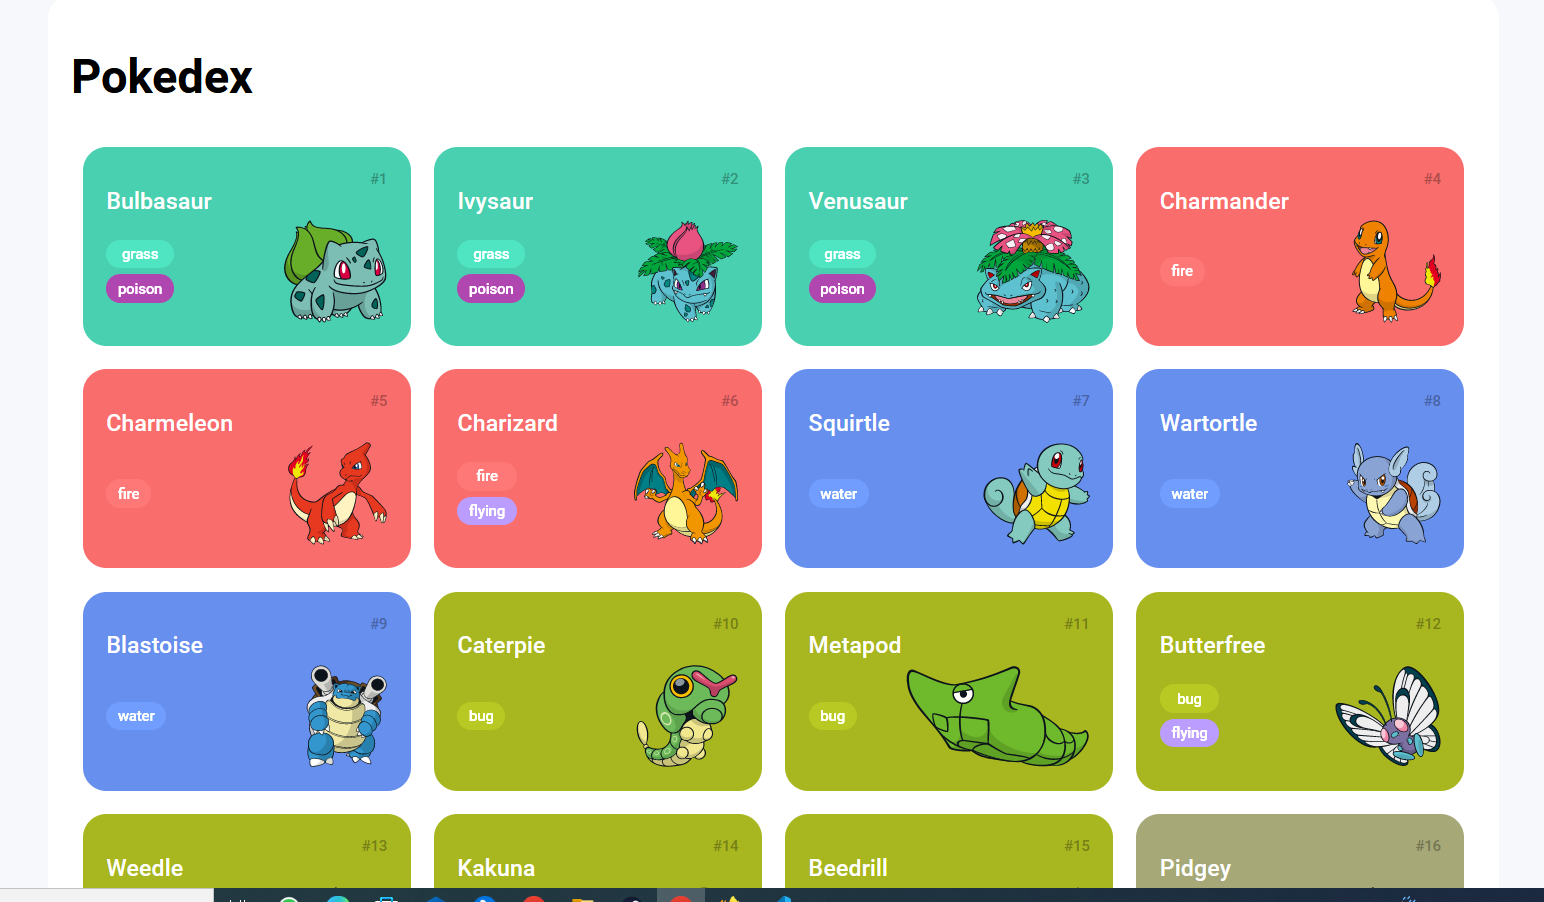 Pokedex
#1
Bulbasaur
grass
poison
#2
Ivysaur
grass
poison
#3
Venusaur
grass
poison
#4
Charmander
fire
#5
Charmeleon
fire
#6
Charizard
fire
flying
#7
Squirtle
water
#8
Wartortle
water
#9
Blastoise
water
#10
Caterpie
bug
#11
Metapod
bug
#12
Butterfree
bug
flying
#13
Weedle
#14
Kakuna
#15
Beedrill
#16
Pidgey